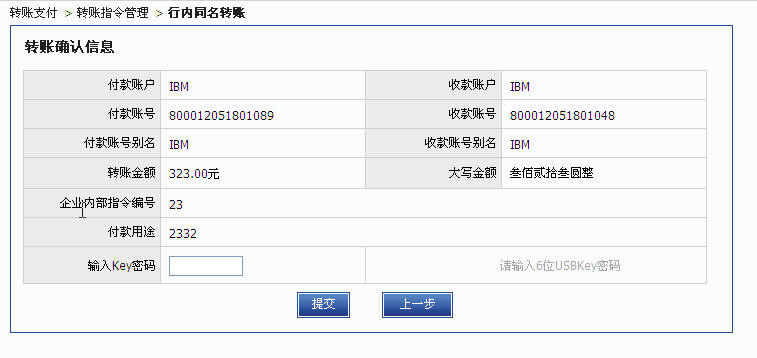 转账支付 > 转账指令管理 > 行内同名转账
转账确认信息
付款账户 IBM 收款账户 IBM
付款账号 800012051801089 收款账号 800012051801048
付款账号别名 IBM 收款账号别名 IBM
转账金额 323.00元 大写金额 叁佰贰拾叁圆整
企业内部指令编号 23
付款用途 2332
输入Key密码 请输入6位USBKey密码
提交 上一步